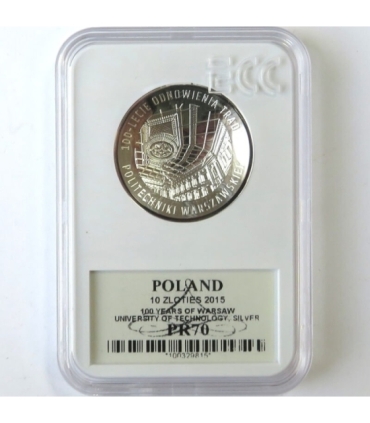 ECC
100-LECIE ODNOWIENIA TRAD.
POLITECHNIKI WARSZAWSKIEJ
POLAND
10 ZLOTIES 2015
100 YEARS OF WARSAW
UNIVERSITY OF TECHNOLOGY, SILVER
PR70